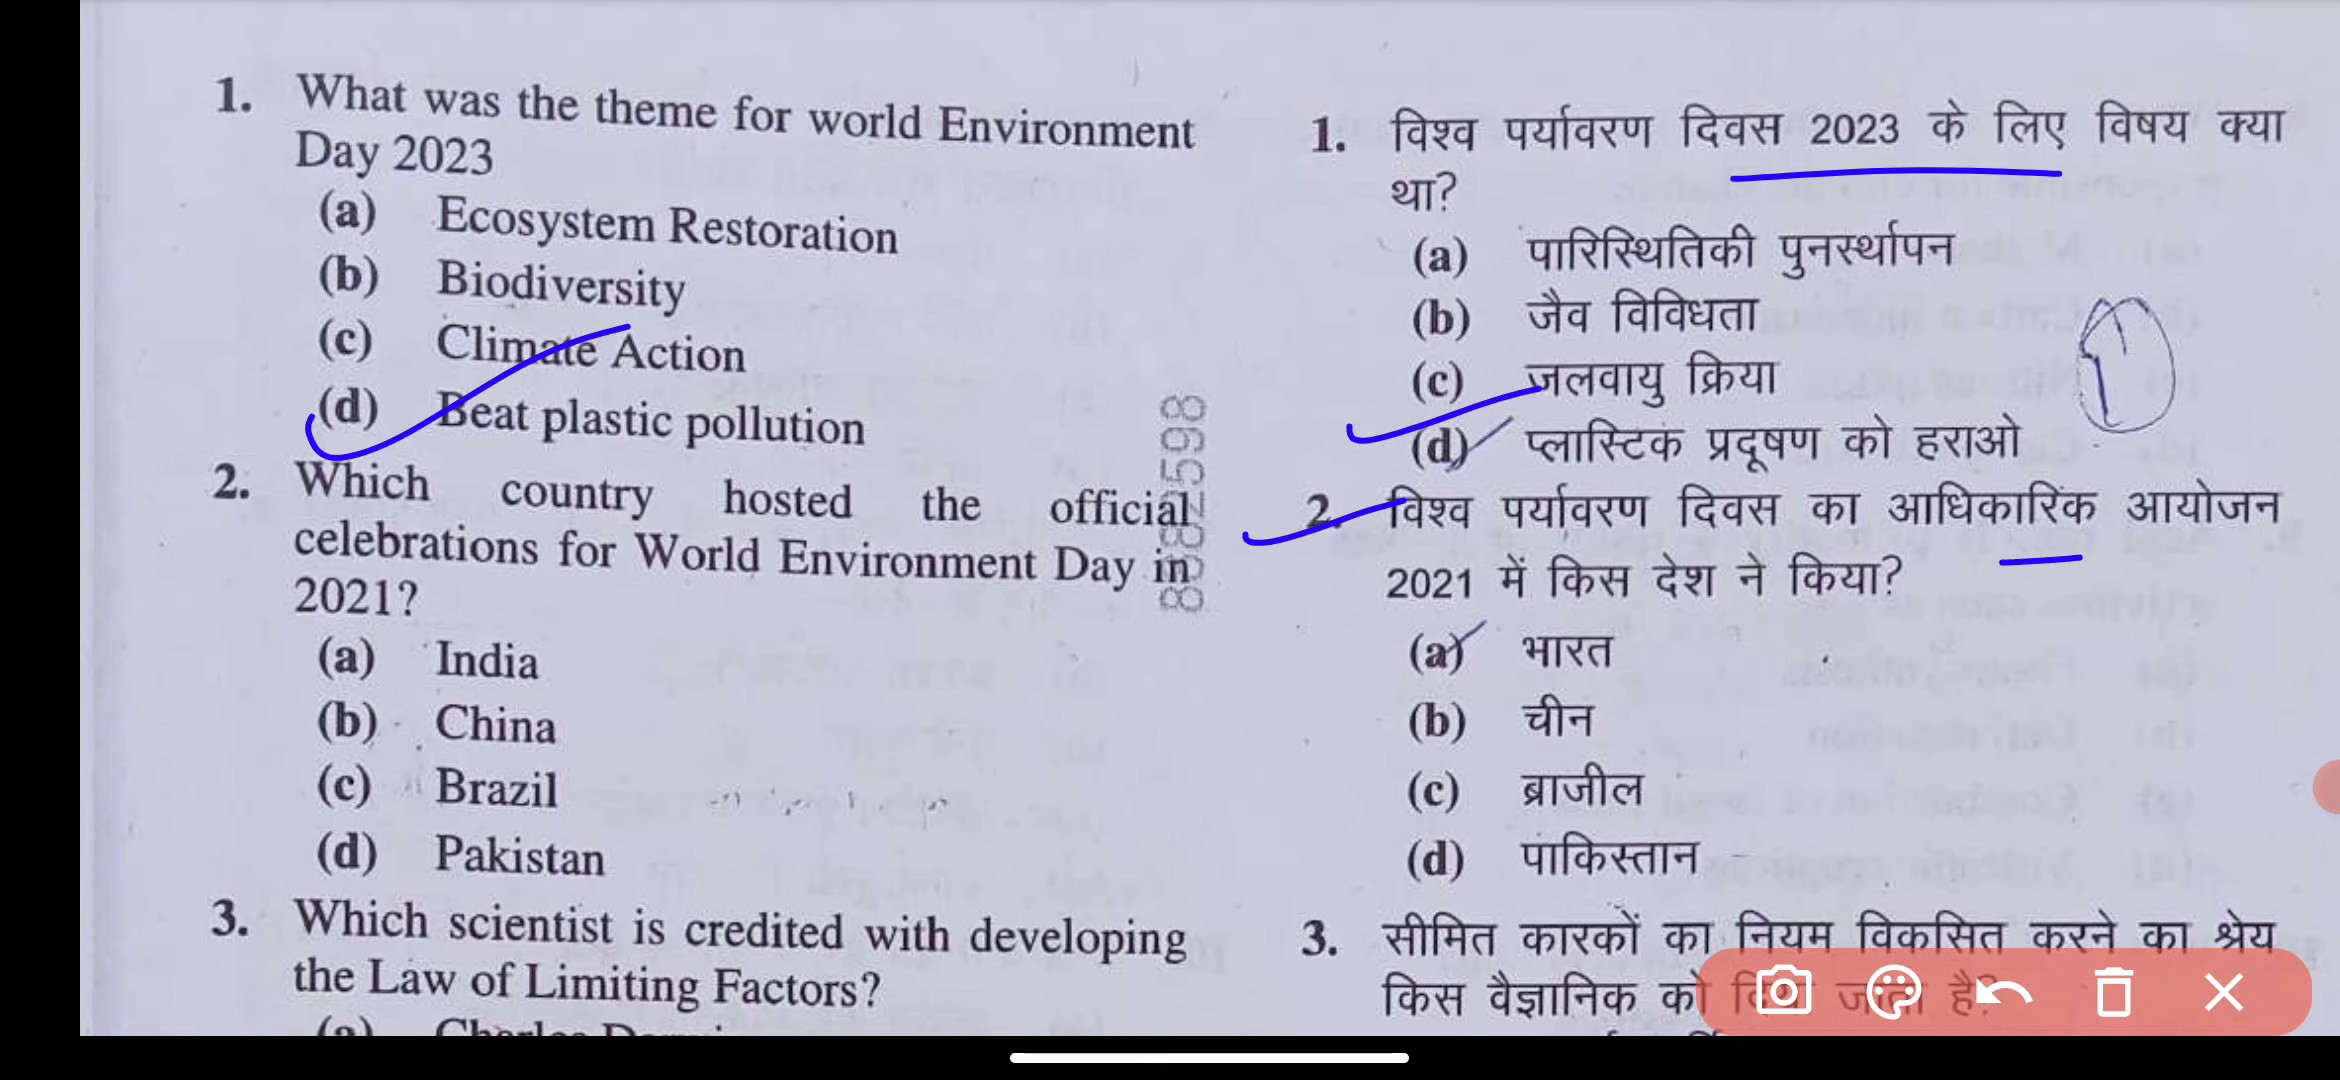 1. What was the theme for world Environment
Day 2023
(a) Ecosystem Restoration
(b) Biodiversity
(c) Climate Action
(d) Beat plastic pollution
2. Which country hosted the official
celebrations for World Environment Day in
2021?
(a) India
(b) China
(c) Brazil
(d) Pakistan
3. Which scientist is credited with developing
the Law of Limiting Factors?
(a) Charles
8882598
1. विश्व पर्यावरण दिवस 2023 के लिए विषय क्या
था?
(a) पारिस्थितिकी पुनर्स्थापन
(b) जैव विविधता
(c) जलवायु क्रिया
(d) प्लास्टिक प्रदूषण को हराओ
2. विश्व पर्यावरण दिवस का आधिकारिक आयोजन
2021 में किस देश ने किया?
(a) भारत
(b) चीन
(c) ब्राजील
(d) पाकिस्तान
3. सीमित कारकों का नियम विकसित करने का श्रेय
किस वैज्ञानिक को दिया जाता है?